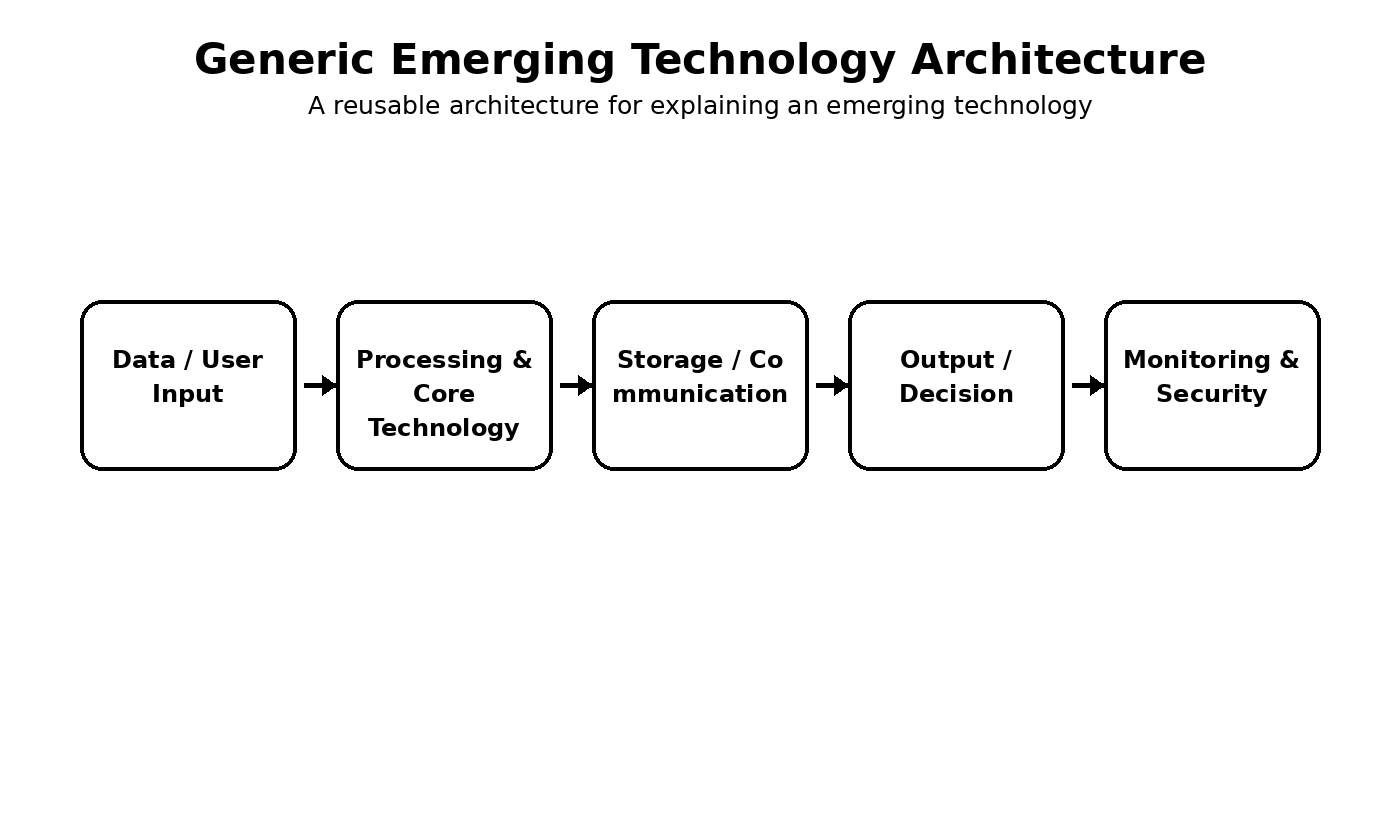 Generic Emerging Technology Architecture
A reusable architecture for explaining an emerging technology
Data / User
Input
Processing &
Core
Technology
Storage / Co
mmunication
Output /
Decision
Monitoring &
Security